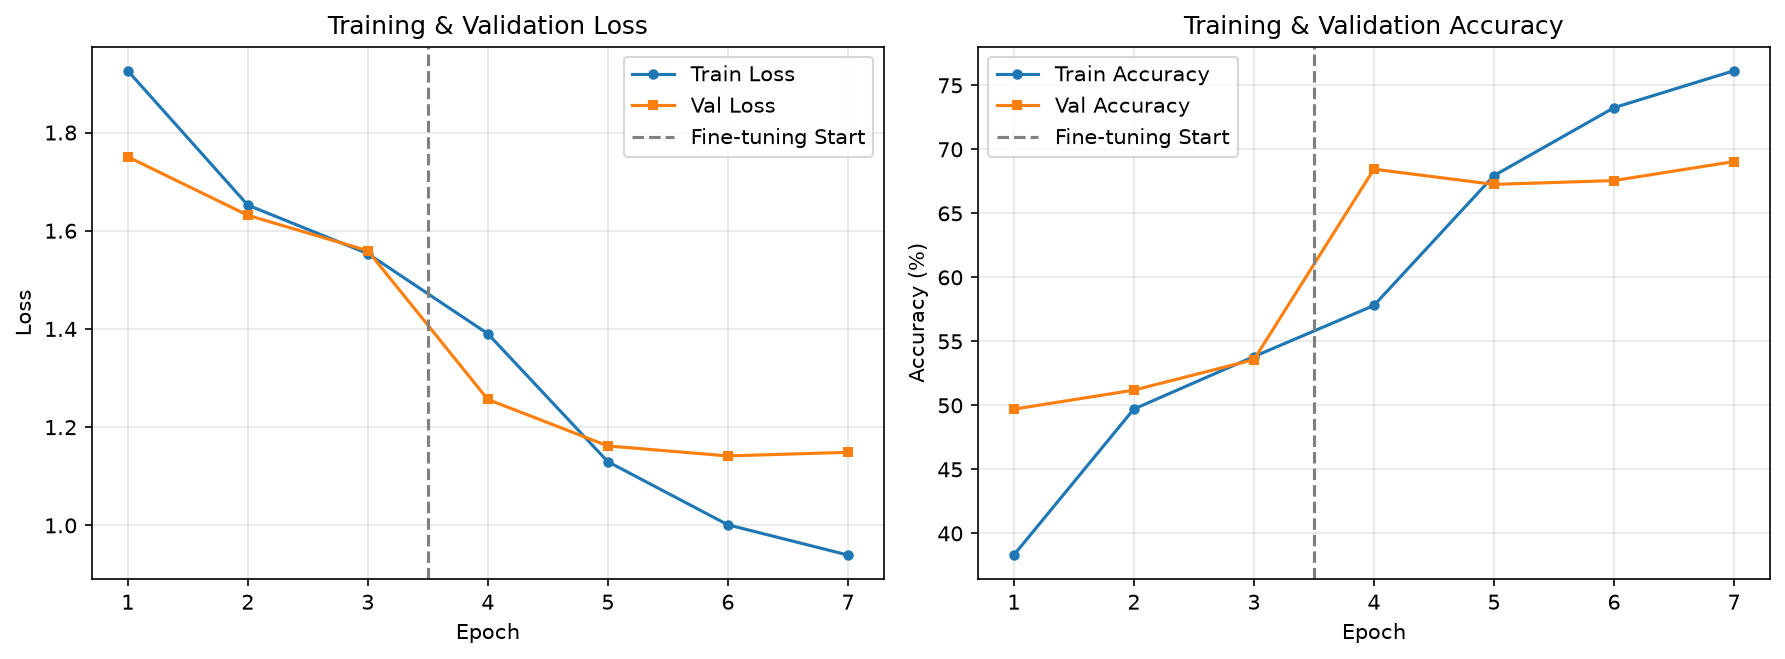 Training & Validation Loss
Train Loss
Val Loss
Fine-tuning Start
1.8
1.6
1.4
1.2
1.0
Loss
1 2 3 4 5 6 7
Epoch
Training & Validation Accuracy
Train Accuracy
Val Accuracy
Fine-tuning Start
75
70
65
60
55
50
45
40
Accuracy (%)
1 2 3 4 5 6 7
Epoch